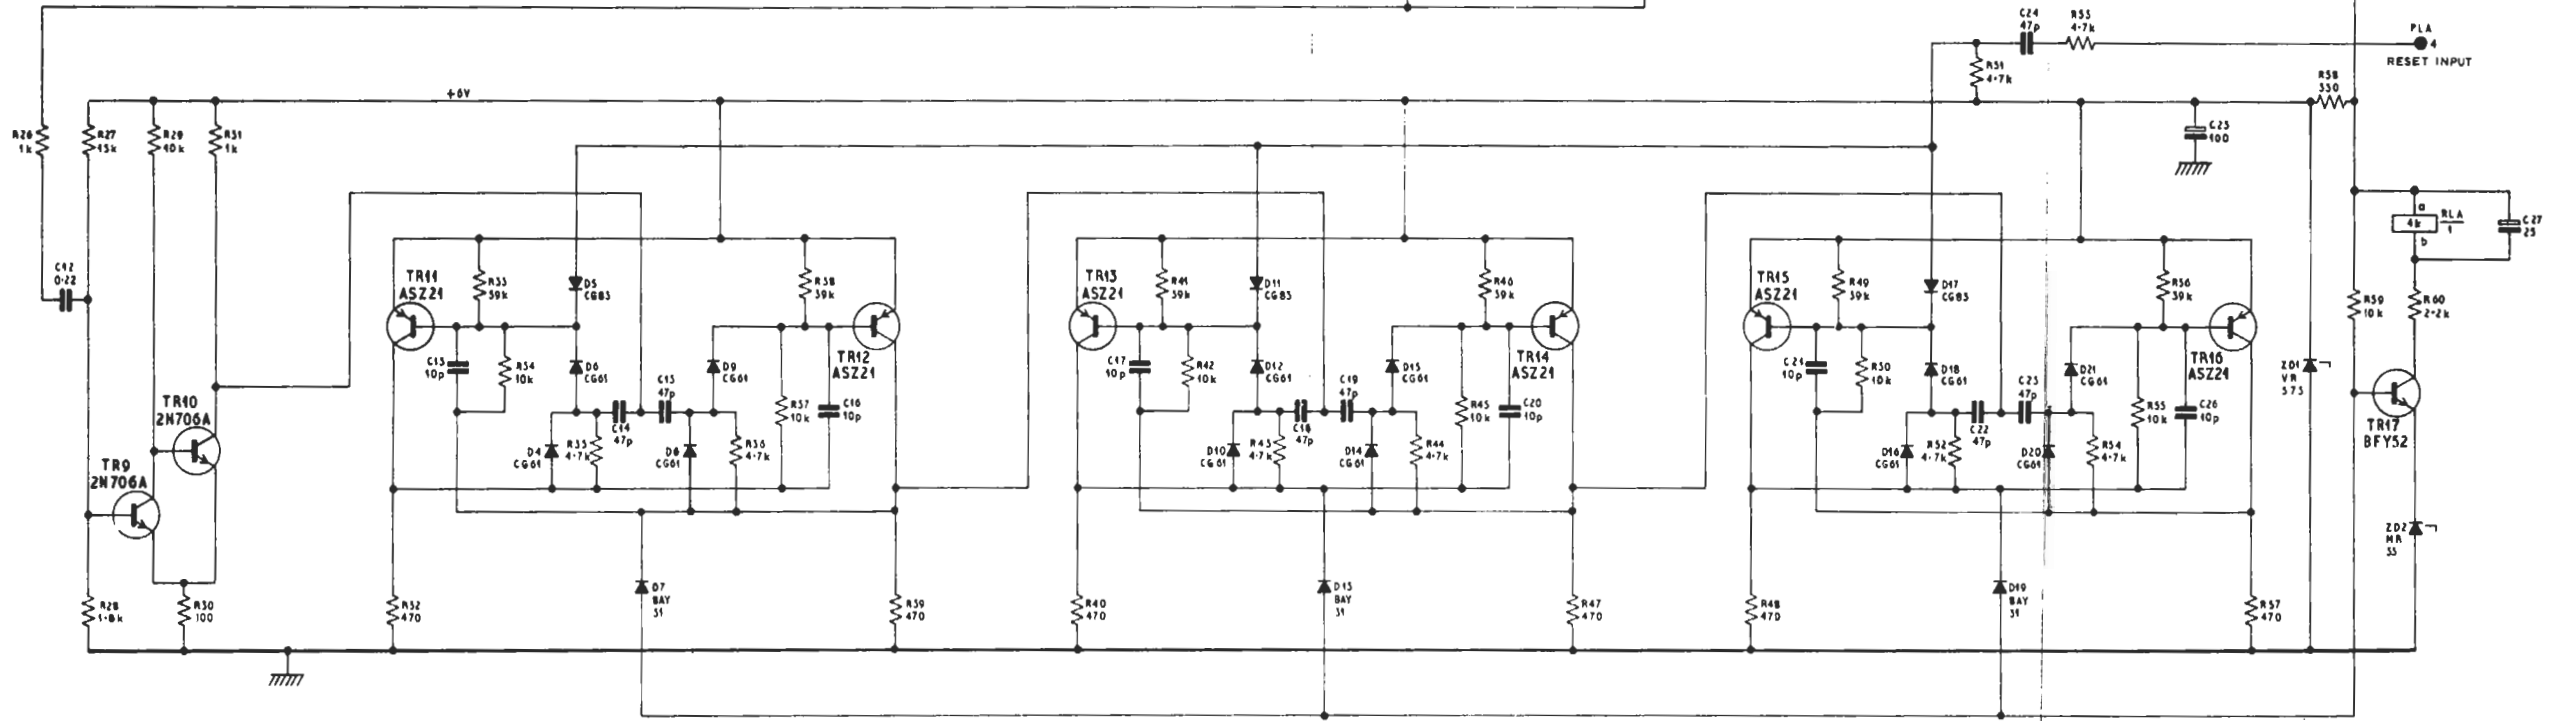 C24
47p
R53
4·7k
PLA
4
RESET INPUT
R51
4·7k
R58
330
+6V
R26
1k
R27
15k
R29
10k
R31
1k
C25
100
a
4k
b
RLA
1
C27
25
C12
0·22
TR11
ASZ21
R33
39k
D5
CG83
R38
39k
TR13
ASZ21
R41
39k
D11
CG83
R46
39k
TR15
ASZ21
R49
39k
D17
CG83
R56
39k
R59
10k
R60
2·2k
C13
10p
R34
10k
D6
CG61
C15
47p
D9
CG61
TR12
ASZ21
C17
10p
R42
10k
D12
CG61
C19
47p
D15
CG61
TR14
ASZ21
C21
10p
R50
10k
D18
CG61
C23
47p
D21
CG61
TR16
ASZ21
ZD1
VR
575
TR10
2N706A
R37
10k
C16
10p
R45
10k
C20
10p
R55
10k
C26
10p
TR17
BFY52
D4
CG61
R35
4·7k
C14
47p
D8
CG61
R36
4·7k
D10
CG61
R43
4·7k
C18
47p
D14
CG61
R44
4·7k
D16
CG61
R52
4·7k
C22
47p
D20
CG61
R54
4·7k
TR9
2N706A
ZD2
MR
33
R28
1·8k
R30
100
R32
470
D7
BAY
31
R39
470
R40
470
D13
BAY
31
R47
470
R48
470
D19
BAY
31
R57
470